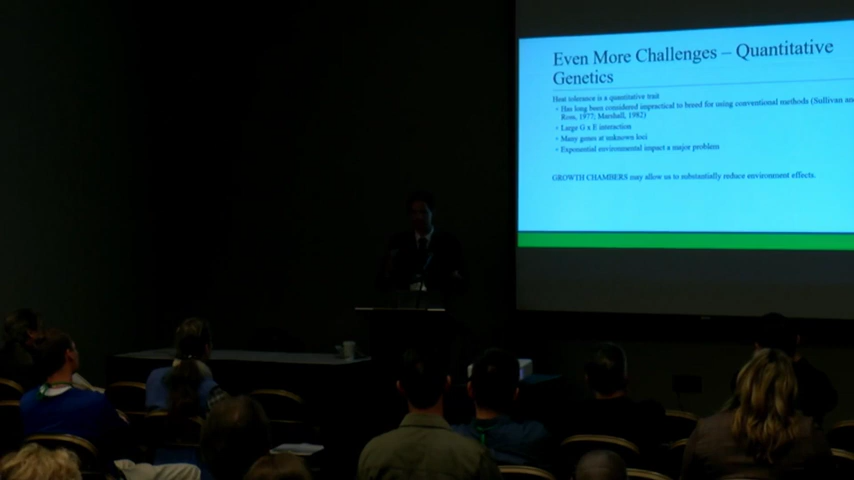 Even More Challenges – Quantitative
Genetics
Heat tolerance is a quantitative trait
• Has long been considered impractical to breed for using conventional methods (Sullivan and
Ross, 1977; Marshall, 1982)
• Large G x E interaction
• Many genes at unknown loci
• Exponential environmental impact a major problem
GROWTH CHAMBERS may allow us to substantially reduce environment effects.